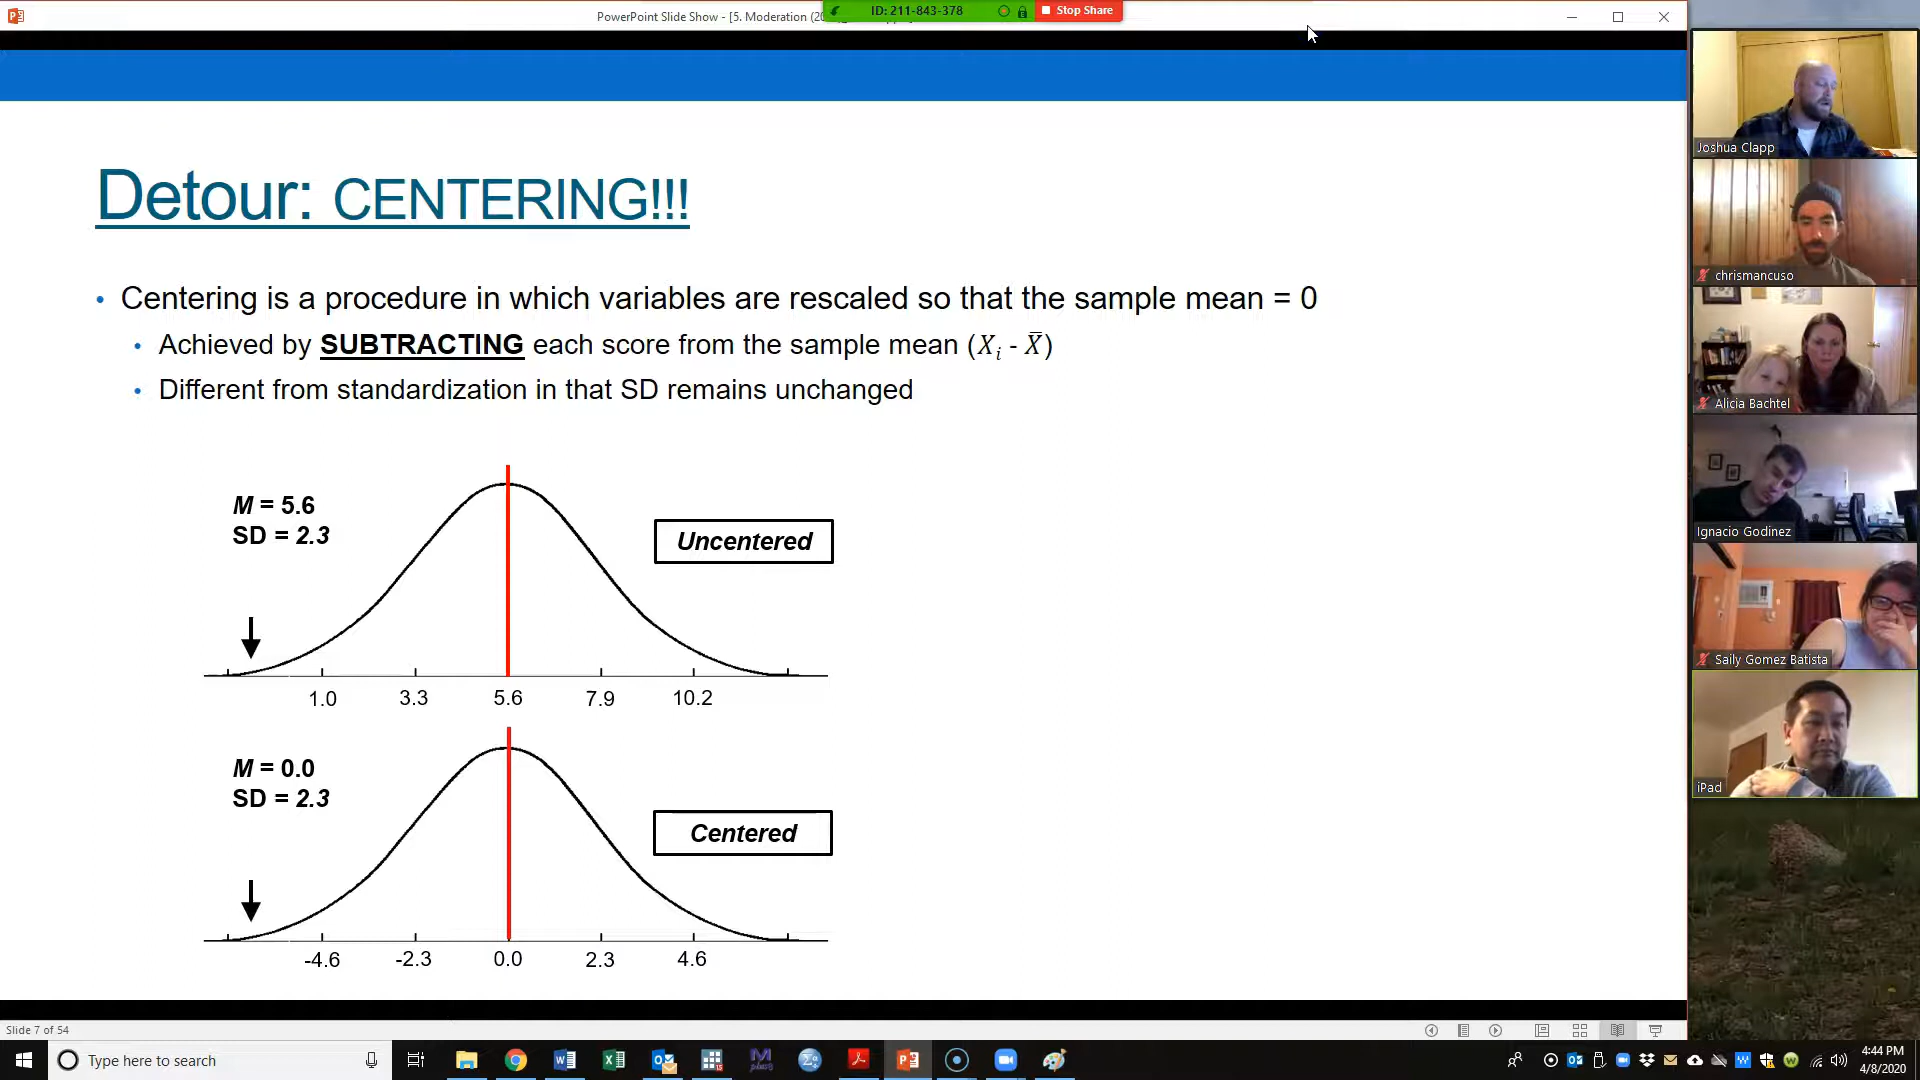 PowerPoint Slide Show - [5. Moderation (20
ID: 211-843-378
Stop Share
Detour: CENTERING!!!
• Centering is a procedure in which variables are rescaled so that the sample mean = 0
• Achieved by SUBTRACTING each score from the sample mean (Xᵢ - X̄)
• Different from standardization in that SD remains unchanged
M = 5.6
SD = 2.3
Uncentered
1.0 3.3 5.6 7.9 10.2
M = 0.0
SD = 2.3
Centered
-4.6 -2.3 0.0 2.3 4.6
Joshua Clapp
chrismancuso
Alicia Bachtel
Ignacio Godinez
Saily Gomez Batista
iPad
Slide 7 of 54
Type here to search
4:44 PM
4/8/2020